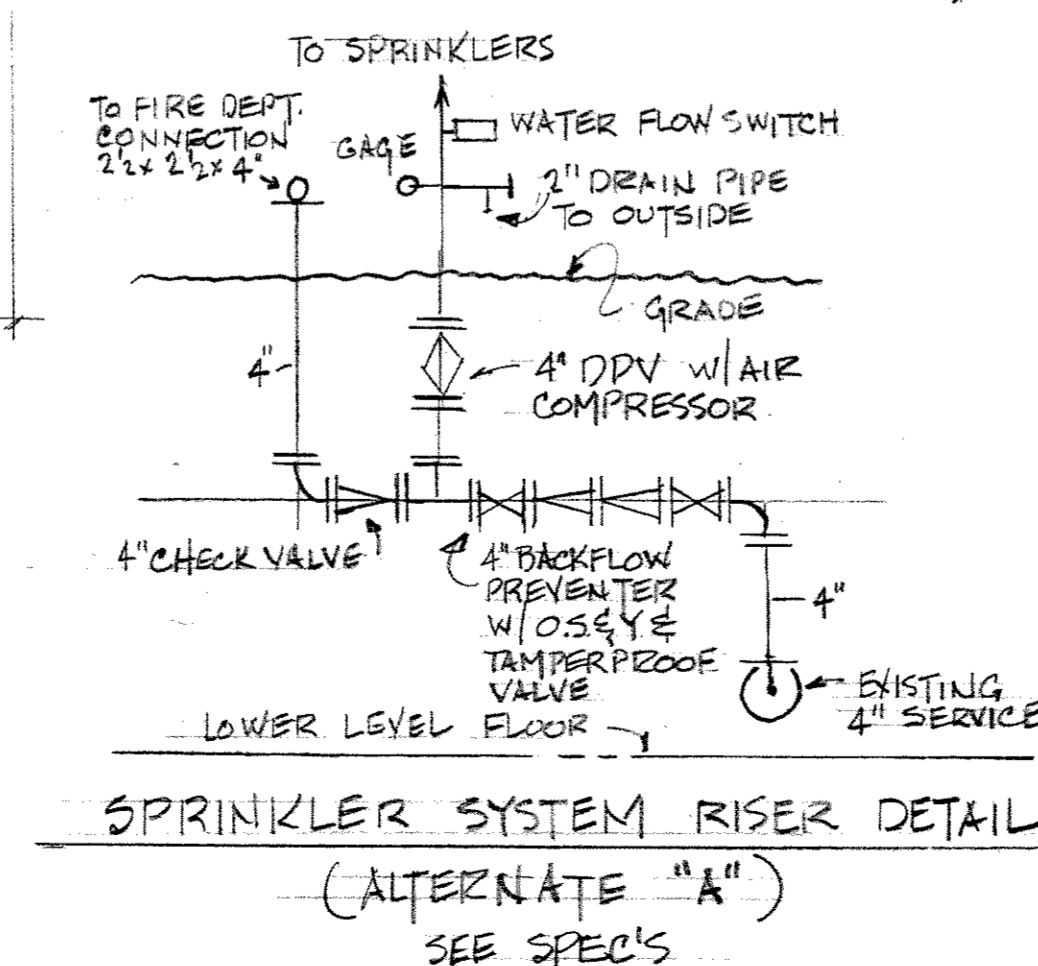 TO SPRINKLERS
TO FIRE DEPT.
CONNECTION
2½ x 2½ x 4"
GAGE
WATER FLOW SWITCH
2" DRAIN PIPE
TO OUTSIDE
GRADE
4"
4" DPV W/AIR
COMPRESSOR
4" CHECK VALVE
4" BACKFLOW
PREVENTER
W/O.S.& Y &
TAMPERPROOF
VALVE
4"
EXISTING
4" SERVICE
LOWER LEVEL FLOOR
SPRINKLER SYSTEM RISER DETAIL
(ALTERNATE "A")
SEE SPEC'S